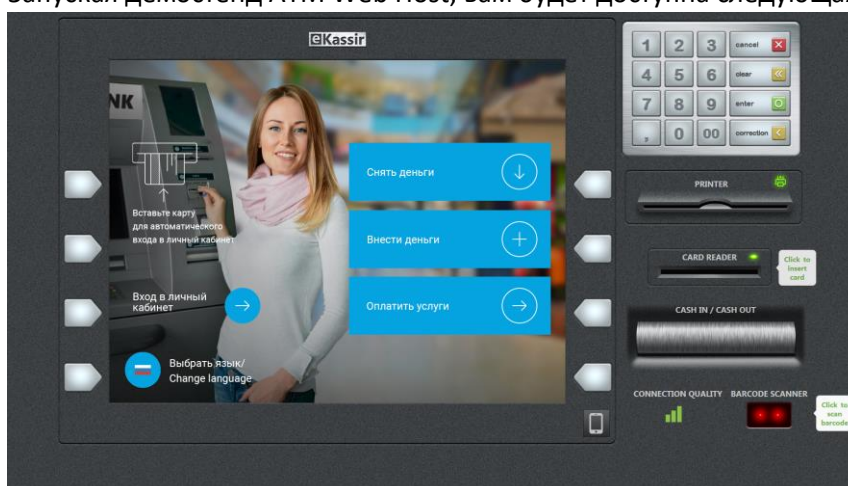 Запуская демостенд ATM Web Host, вам будет доступна следующая
eKassir
NK
Вставьте карту
для автоматического
входа в личный кабинет
Вход в личный
кабинет
Выбрать язык/
Change language
Снять деньги
Внести деньги
Оплатить услуги
1 2 3 cancel
4 5 6 clear
7 8 9 enter
, 0 00 correction
PRINTER
CARD READER
Click to
insert
card
CASH IN / CASH OUT
CONNECTION QUALITY BARCODE SCANNER
Click to
scan
barcode